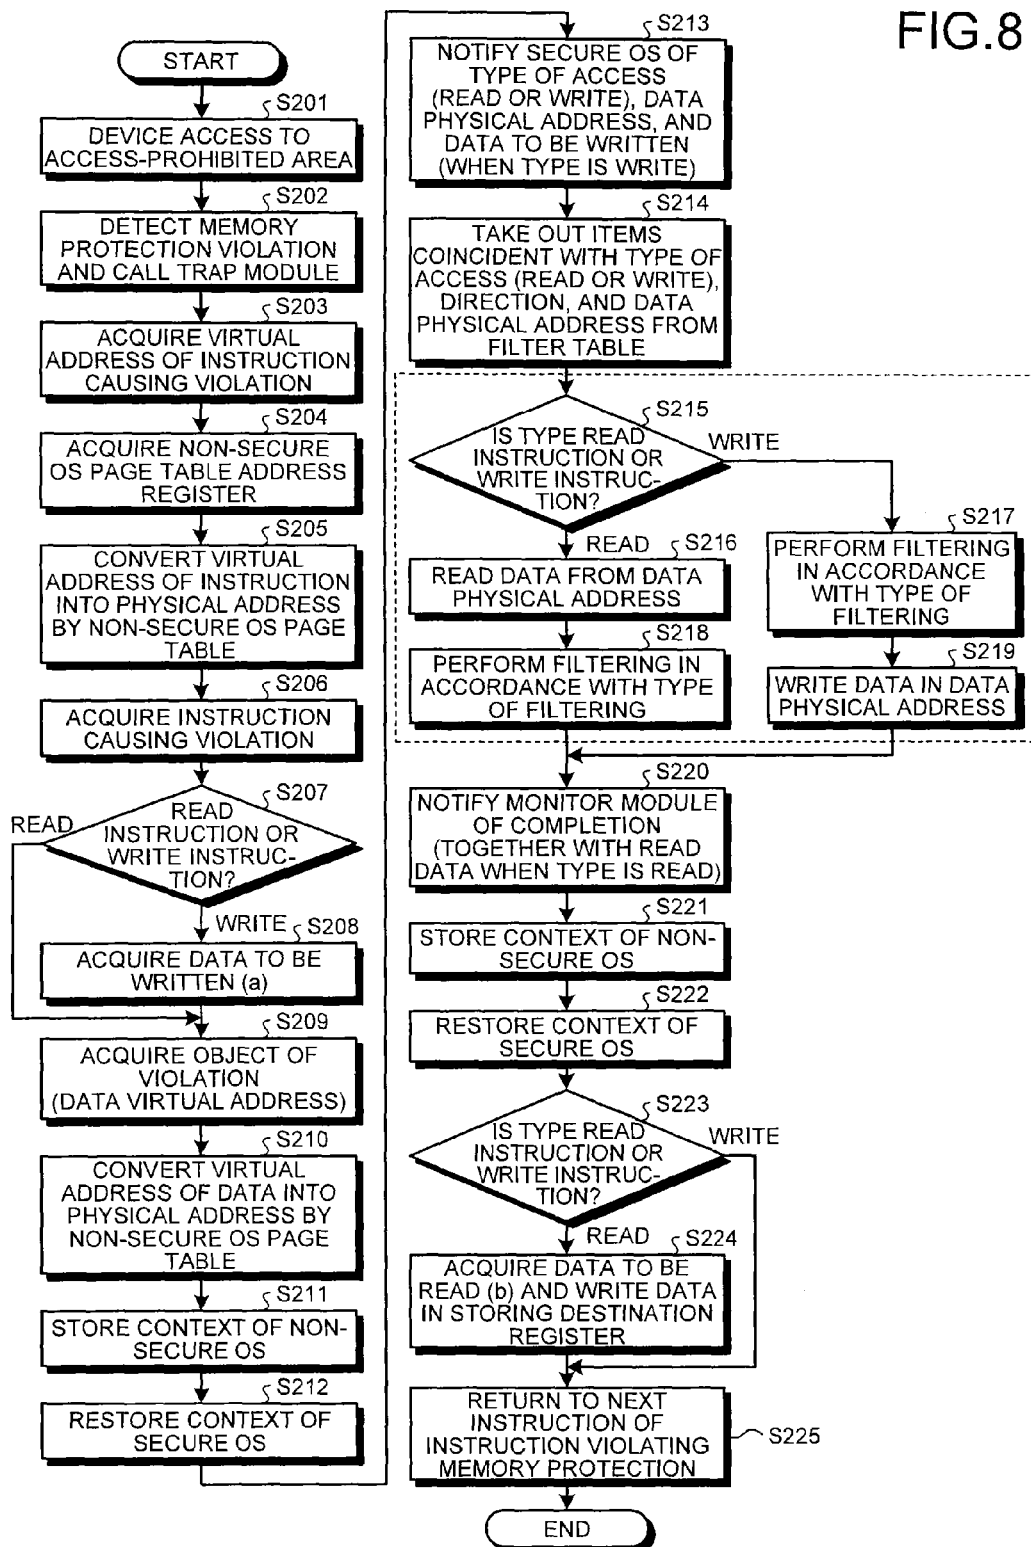 FIG.8
START
S201
DEVICE ACCESS TO
ACCESS-PROHIBITED AREA
S202
DETECT MEMORY
PROTECTION VIOLATION
AND CALL TRAP MODULE
S203
ACQUIRE VIRTUAL
ADDRESS OF INSTRUCTION
CAUSING VIOLATION
S204
ACQUIRE NON-SECURE
OS PAGE TABLE ADDRESS
REGISTER
S205
CONVERT VIRTUAL
ADDRESS OF INSTRUCTION
INTO PHYSICAL ADDRESS
BY NON-SECURE OS PAGE
TABLE
S206
ACQUIRE INSTRUCTION
CAUSING VIOLATION
S207
READ
READ
INSTRUCTION OR
WRITE INSTRUC-
TION?
WRITE
S208
ACQUIRE DATA TO BE
WRITTEN (a)
S209
ACQUIRE OBJECT OF
VIOLATION
(DATA VIRTUAL ADDRESS)
S210
CONVERT VIRTUAL
ADDRESS OF DATA INTO
PHYSICAL ADDRESS BY
NON-SECURE OS PAGE
TABLE
S211
STORE CONTEXT OF NON-
SECURE OS
S212
RESTORE CONTEXT OF
SECURE OS
S213
NOTIFY SECURE OS OF
TYPE OF ACCESS
(READ OR WRITE), DATA
PHYSICAL ADDRESS, AND
DATA TO BE WRITTEN
(WHEN TYPE IS WRITE)
S214
TAKE OUT ITEMS
COINCIDENT WITH TYPE OF
ACCESS (READ OR WRITE),
DIRECTION, AND DATA
PHYSICAL ADDRESS FROM
FILTER TABLE
S215
IS TYPE READ
INSTRUCTION OR
WRITE INSTRUC-
TION?
WRITE
READ
S216
READ DATA FROM DATA
PHYSICAL ADDRESS
S217
PERFORM FILTERING
IN ACCORDANCE
WITH TYPE OF
FILTERING
S218
PERFORM FILTERING IN
ACCORDANCE WITH TYPE
OF FILTERING
S219
WRITE DATA IN DATA
PHYSICAL ADDRESS
S220
NOTIFY MONITOR MODULE
OF COMPLETION
(TOGETHER WITH READ
DATA WHEN TYPE IS READ)
S221
STORE CONTEXT OF NON-
SECURE OS
S222
RESTORE CONTEXT OF
SECURE OS
S223
IS TYPE READ
INSTRUCTION OR
WRITE INSTRUC-
TION?
WRITE
READ
S224
ACQUIRE DATA TO BE
READ (b) AND WRITE DATA
IN STORING DESTINATION
REGISTER
RETURN TO NEXT
INSTRUCTION OF
INSTRUCTION VIOLATING
MEMORY PROTECTION
S225
END